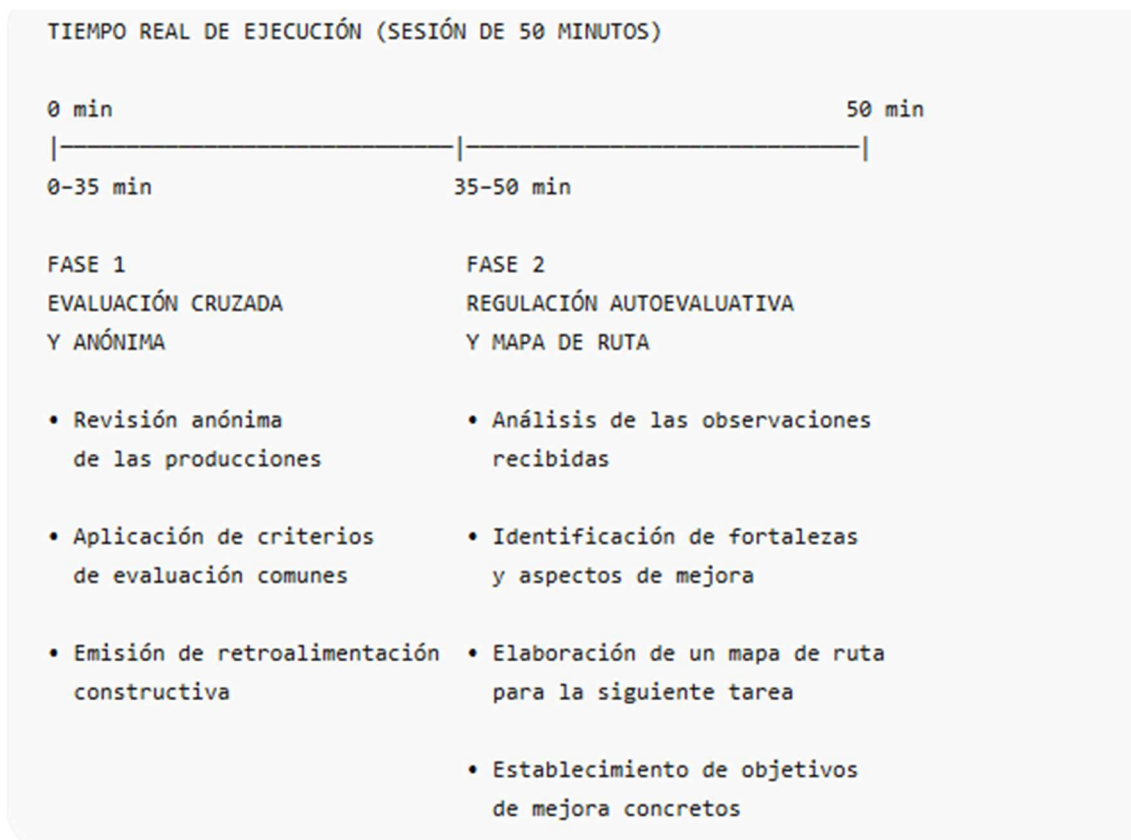 TIEMPO REAL DE EJECUCIÓN (SESIÓN DE 50 MINUTOS)
0 min 50 min
0–35 min 35–50 min
FASE 1 FASE 2
EVALUACIÓN CRUZADA REGULACIÓN AUTOEVALUATIVA
Y ANÓNIMA Y MAPA DE RUTA
• Revisión anónima • Análisis de las observaciones
de las producciones recibidas
• Aplicación de criterios • Identificación de fortalezas
de evaluación comunes y aspectos de mejora
• Emisión de retroalimentación • Elaboración de un mapa de ruta
constructiva para la siguiente tarea
• Establecimiento de objetivos
de mejora concretos